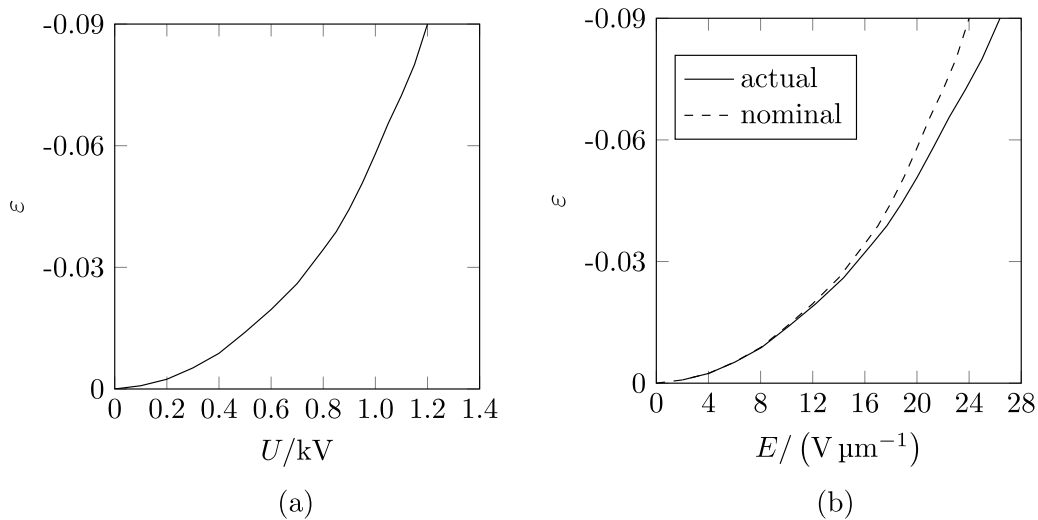 -0.09
-0.06
-0.03
0
ε
0 0.2 0.4 0.6 0.8 1.0 1.2 1.4
U/kV
(a)
-0.09
-0.06
-0.03
0
ε
actual
nominal
0 4 8 12 16 20 24 28
E/ (V µm⁻¹)
(b)